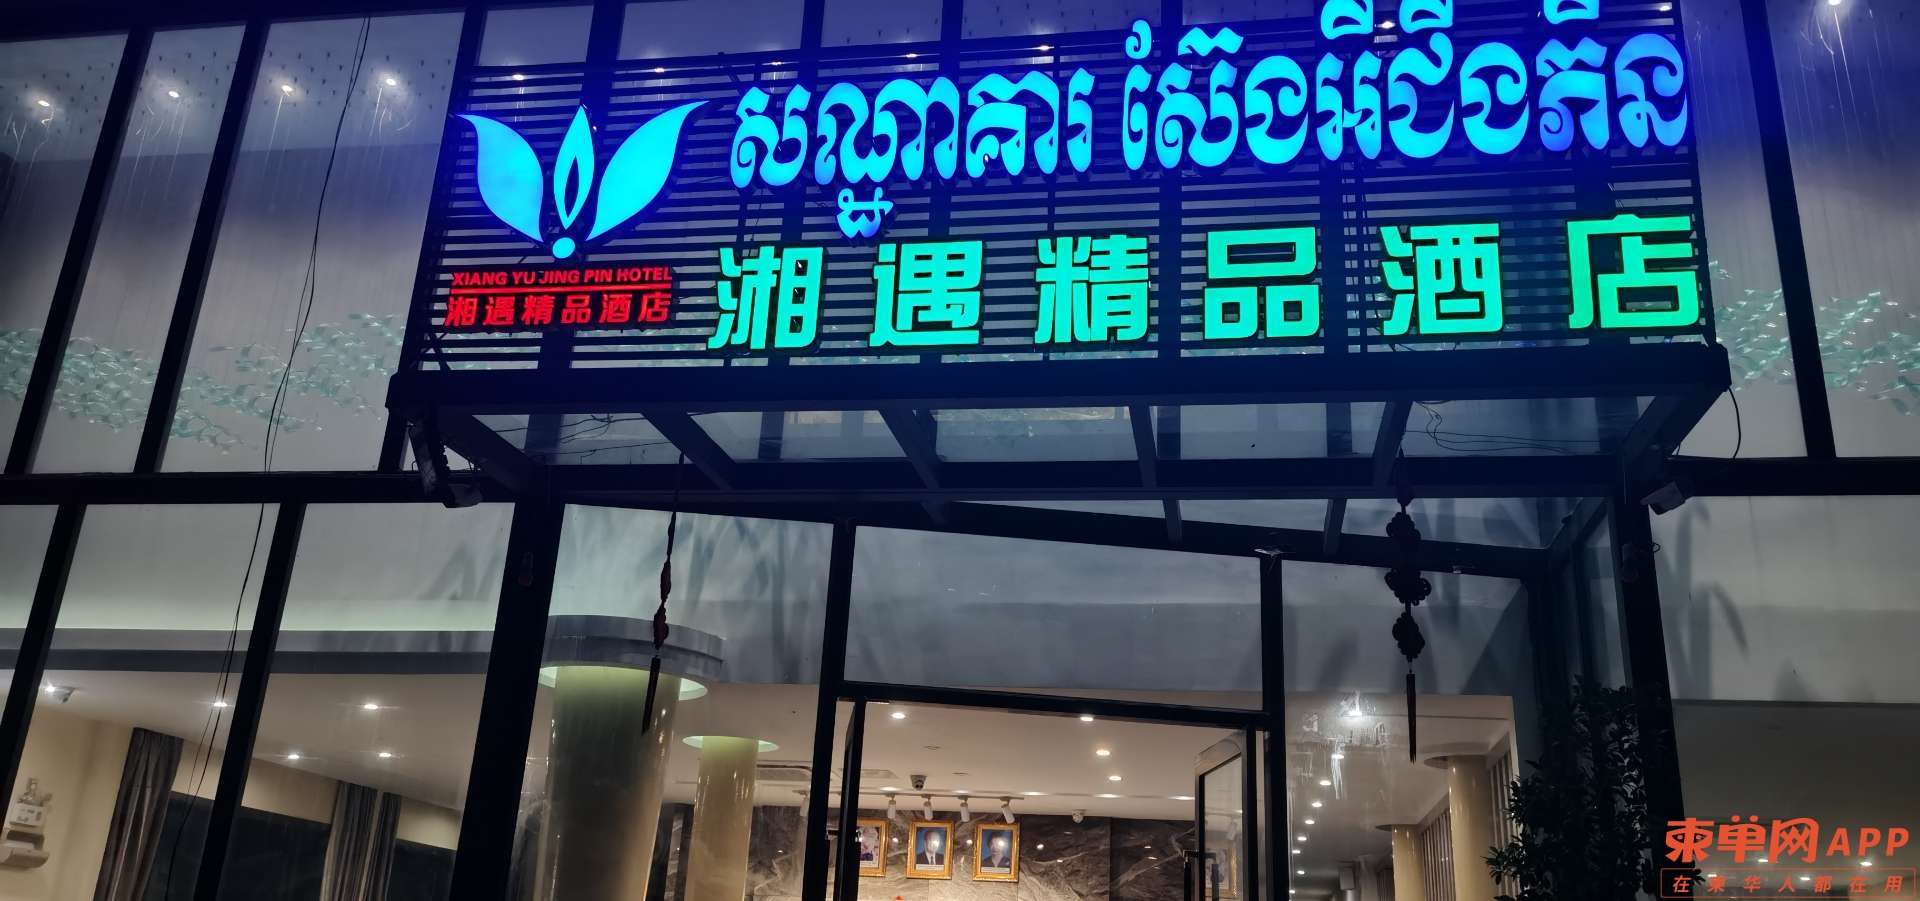 សណ្ឋាគារ ស៊ែងអីជីងភីន
XIANG YU JING PIN HOTEL
湘遇精品酒店
湘遇精品酒店
柬单网APP
在柬华人都在用